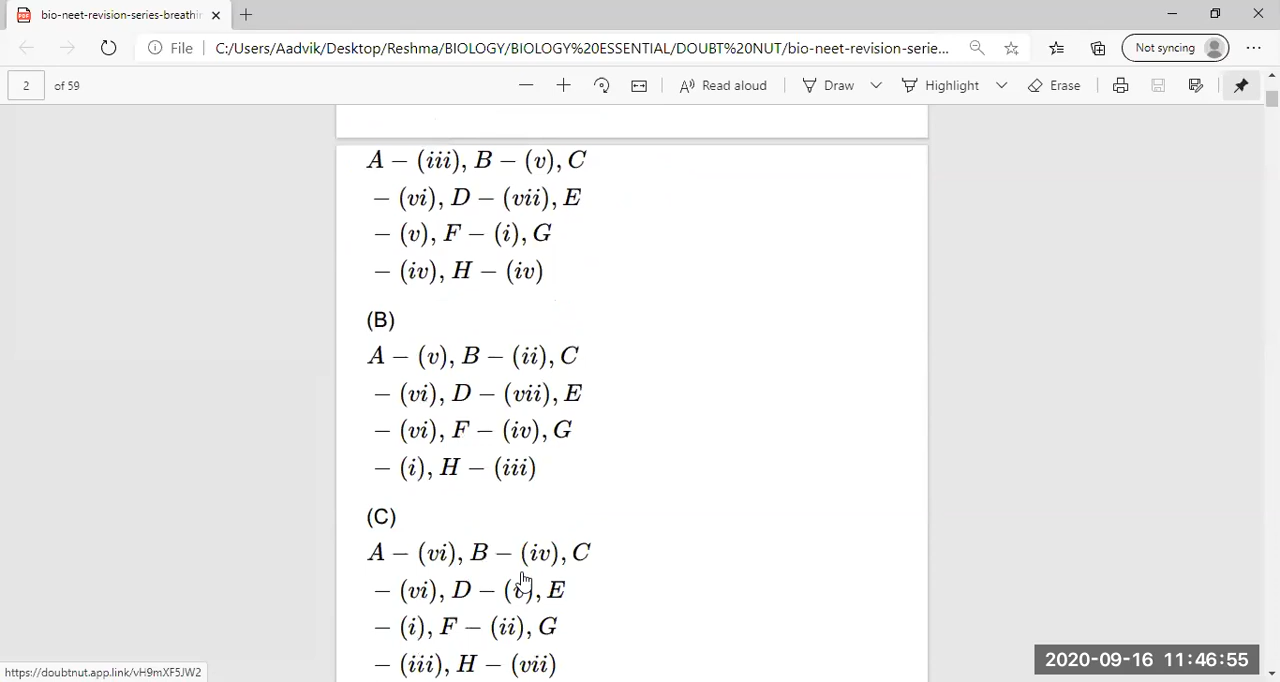 bio-neet-revision-series-breathin
File C:/Users/Aadvik/Desktop/Reshma/BIOLOGY/BIOLOGY%20ESSENTIAL/DOUBT%20NUT/bio-neet-revision-serie... Not syncing
2 of 59 Read aloud Draw Highlight Erase
A − (iii), B − (v), C
− (vi), D − (vii), E
− (v), F − (i), G
− (iv), H − (iv)
(B)
A − (v), B − (ii), C
− (vi), D − (vii), E
− (vi), F − (iv), G
− (i), H − (iii)
(C)
A − (vi), B − (iv), C
− (vi), D − , E
− (i), F − (ii), G
− (iii), H − (vii)
https://doubtnut.app.link/vH9mXF5JW2
2020-09-16 11:46:55